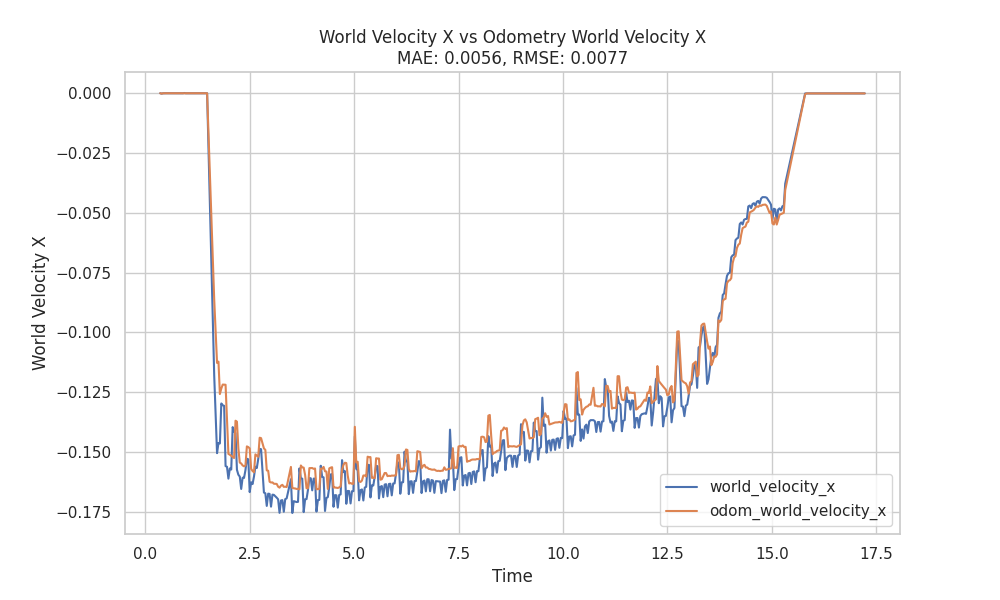 World Velocity X vs Odometry World Velocity X
MAE: 0.0056, RMSE: 0.0077
World Velocity X
0.000
−0.025
−0.050
−0.075
−0.100
−0.125
−0.150
−0.175
world_velocity_x
odom_world_velocity_x
0.0 2.5 5.0 7.5 10.0 12.5 15.0 17.5
Time